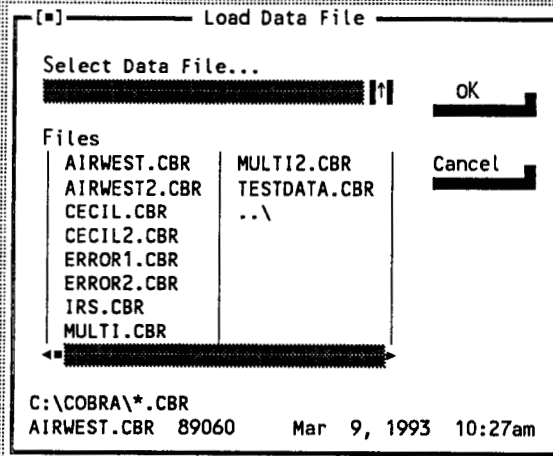 [■] Load Data File
Select Data File...
↑
oK
Files
AIRWEST.CBR MULTI2.CBR
Cancel
AIRWEST2.CBR TESTDATA.CBR
CECIL.CBR ..\
CECIL2.CBR
ERROR1.CBR
ERROR2.CBR
IRS.CBR
MULTI.CBR
C:\COBRA\*.CBR
AIRWEST.CBR 89060 Mar 9, 1993 10:27am